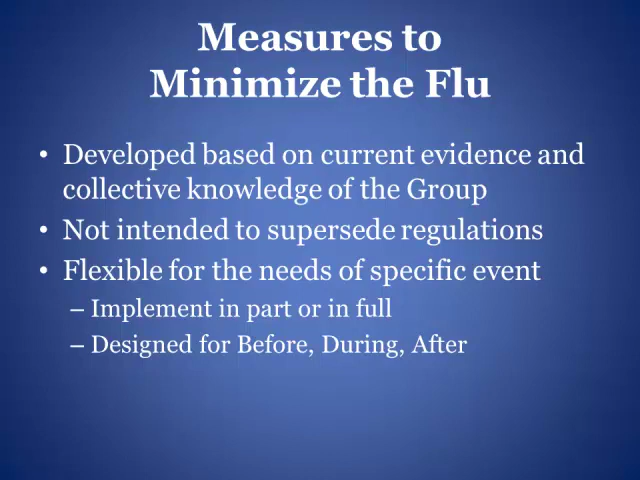 Measures to
Minimize the Flu
• Developed based on current evidence and
collective knowledge of the Group
• Not intended to supersede regulations
• Flexible for the needs of specific event
– Implement in part or in full
– Designed for Before, During, After